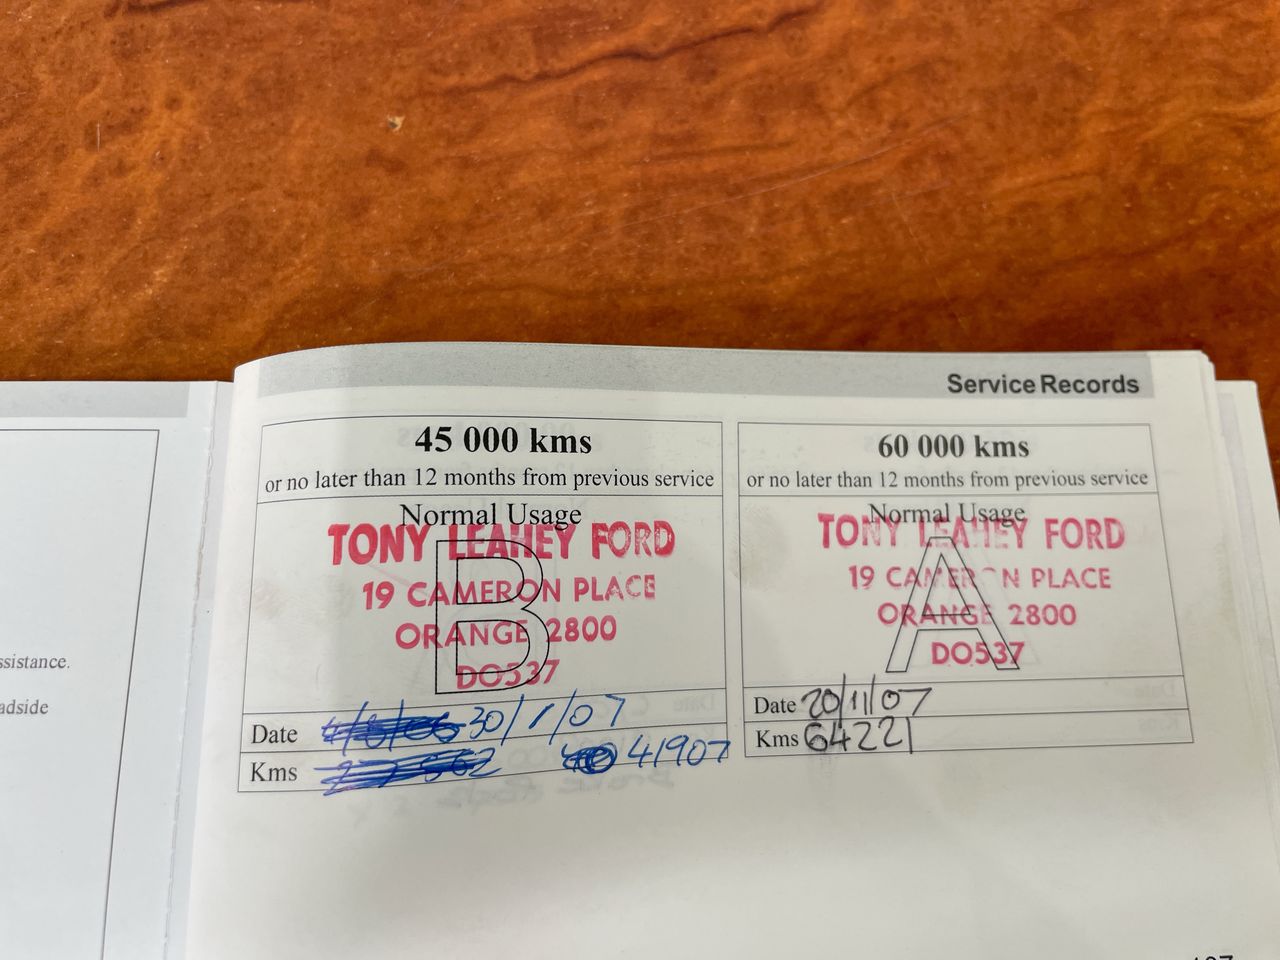 ssistance.
adside
Service Records
45 000 kms
or no later than 12 months from previous service
Normal Usage
TONY LEAHEY FORD
19 CAMERON PLACE
ORANGE 2800
DO537
B
Date 30/1/07
Kms 41907
60 000 kms
or no later than 12 months from previous service
Normal Usage
TONY LEAHEY FORD
19 CAMERON PLACE
ORANGE 2800
DO537
A
Date 20/11/07
Kms 64221